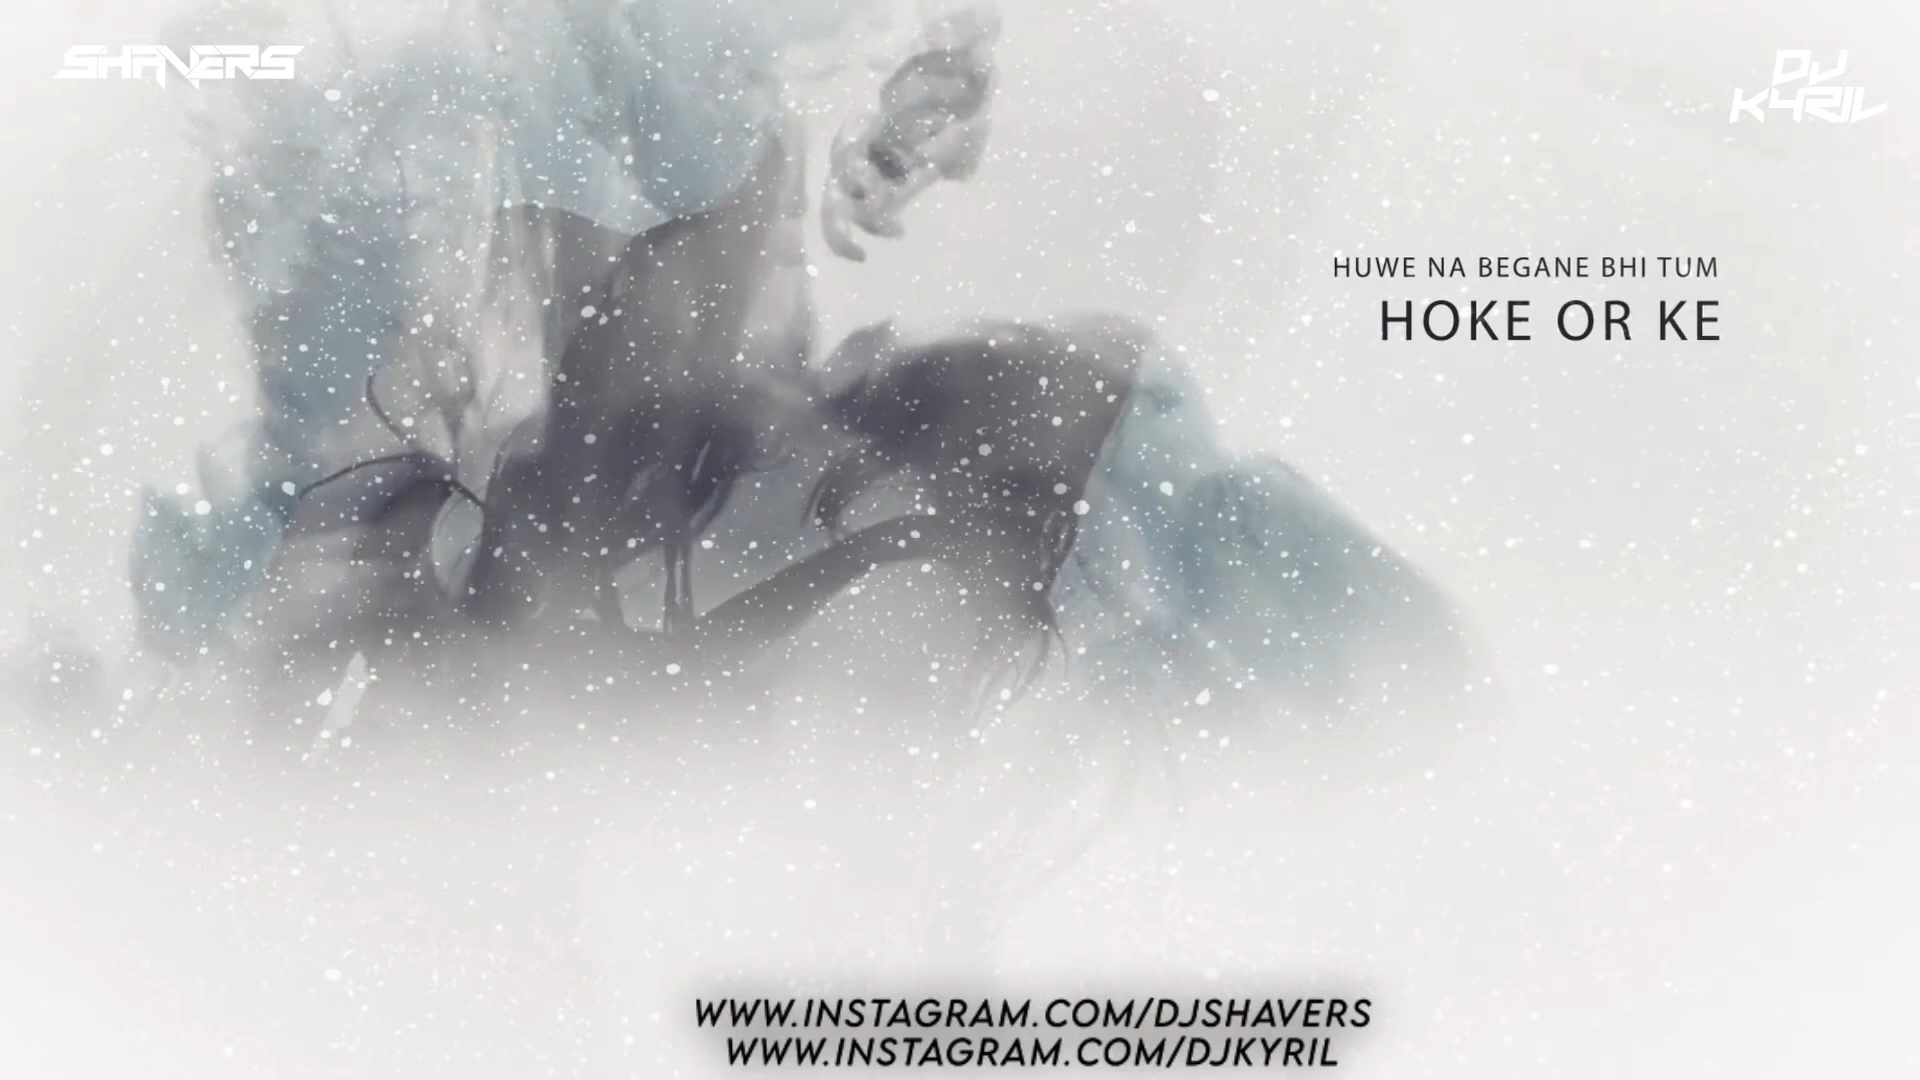 SHAVERS
DJ
KYRIL
HUWE NA BEGANE BHI TUM
HOKE OR KE
WWW.INSTAGRAM.COM/DJSHAVERS
WWW.INSTAGRAM.COM/DJKYRIL